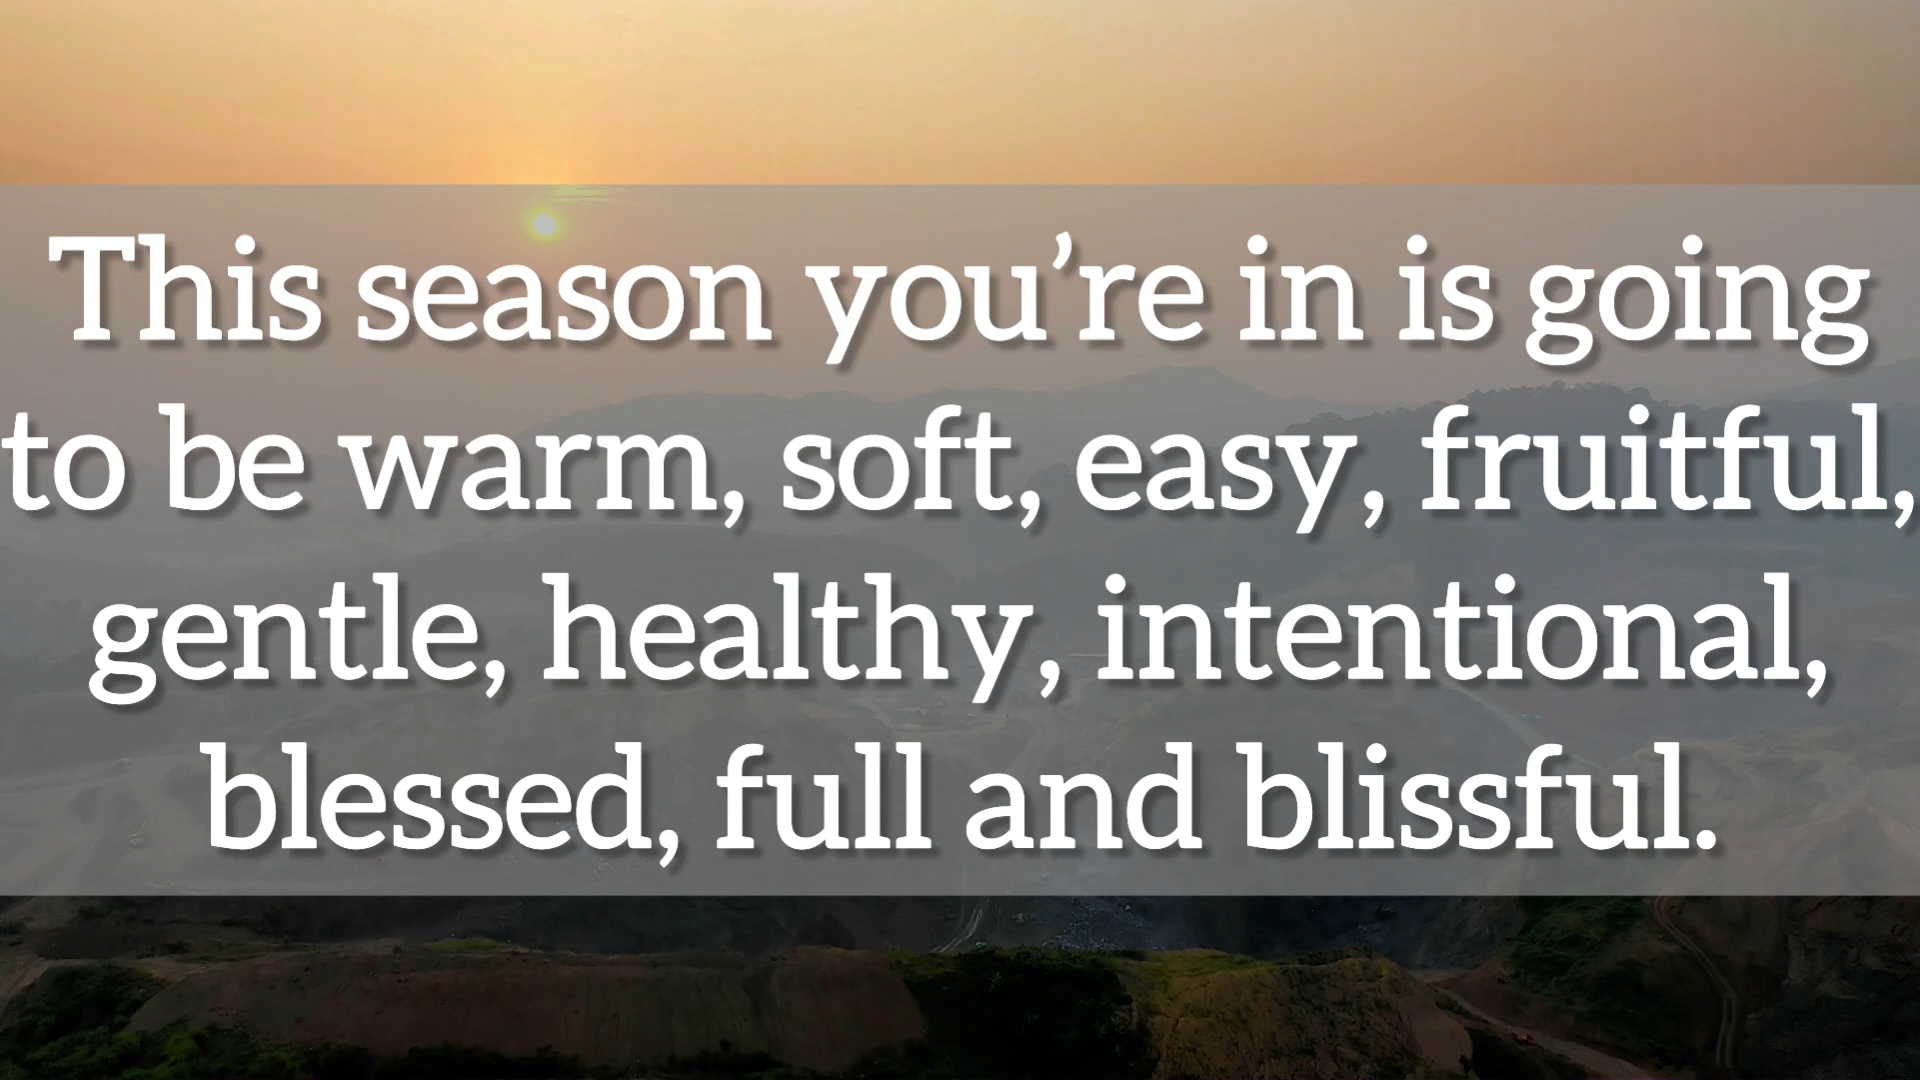 This season you’re in is going
to be warm, soft, easy, fruitful,
gentle, healthy, intentional,
blessed, full and blissful.